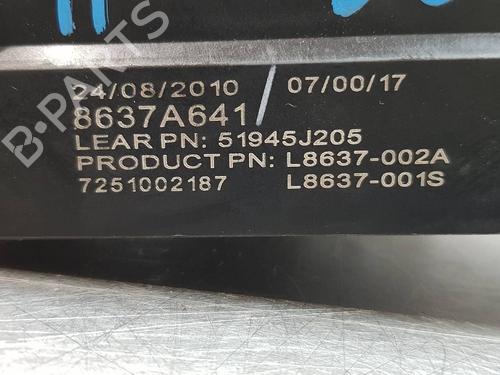 24/08/2010 07/00/17
8637A641
LEAR PN: 51945J205
PRODUCT PN: L8637-002A
7251002187 L8637-001S
B-PARTS